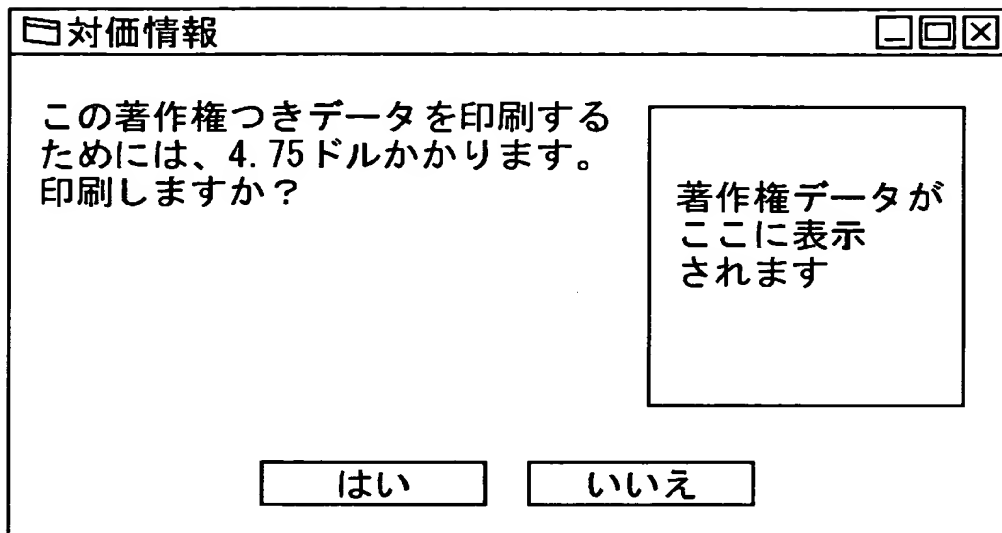 対価情報
この著作権つきデータを印刷する
ためには、4.75ドルかかります。
印刷しますか？
著作権データが
ここに表示
されます
はい
いいえ